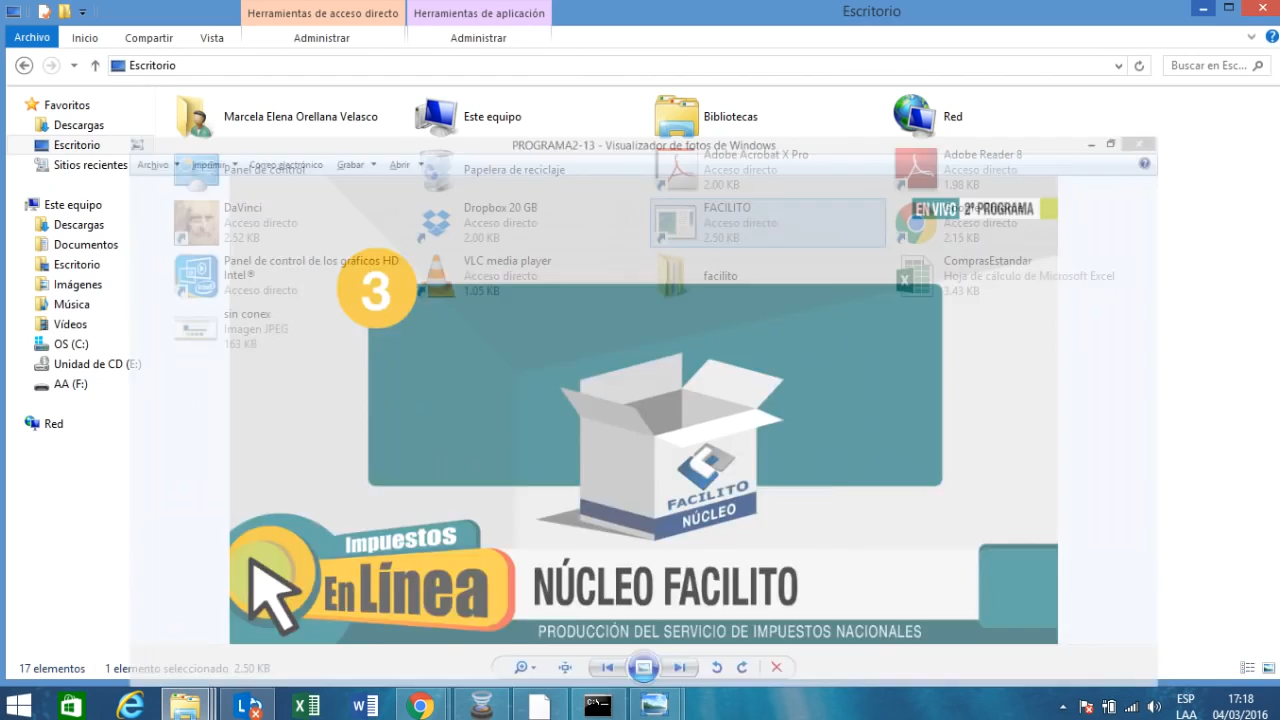 Herramientas de acceso directo
Herramientas de aplicación
Escritorio
Archivo
Inicio
Compartir
Vista
Administrar
Administrar
Escritorio
Buscar en Esc...
Favoritos
Descargas
Escritorio
Sitios recientes
Este equipo
Descargas
Documentos
Escritorio
Imágenes
Música
Vídeos
OS (C:)
Unidad de CD (E:)
AA (F:)
Red
Marcela Elena Orellana Velasco
Este equipo
Bibliotecas
Red
PROGRAMA2-13 - Visualizador de fotos de Windows
Archivo
Imprimir
Correo electrónico
Grabar
Abrir
Panel de control
Papelera de reciclaje
Adobe Acrobat X Pro
Acceso directo
2.00 KB
Adobe Reader 8
Acceso directo
1.98 KB
DaVinci
Acceso directo
2.52 KB
Dropbox 20 GB
Acceso directo
2.00 KB
FACILITO
Acceso directo
2.50 KB
Acceso directo
2.15 KB
EN VIVO 2º PROGRAMA
Panel de control de los gráficos HD
Intel®
Acceso directo
VLC media player
Acceso directo
1.05 KB
facilito
ComprasEstandar
Hoja de cálculo de Microsoft Excel
3.43 KB
sin conex
Imagen JPEG
163 KB
3
FACILITO
NÚCLEO
Impuestos
En Línea
NÚCLEO FACILITO
PRODUCCIÓN DEL SERVICIO DE IMPUESTOS NACIONALES
17 elementos
1 elemento seleccionado 2.50 KB
ESP
LAA
17:18
04/03/2016